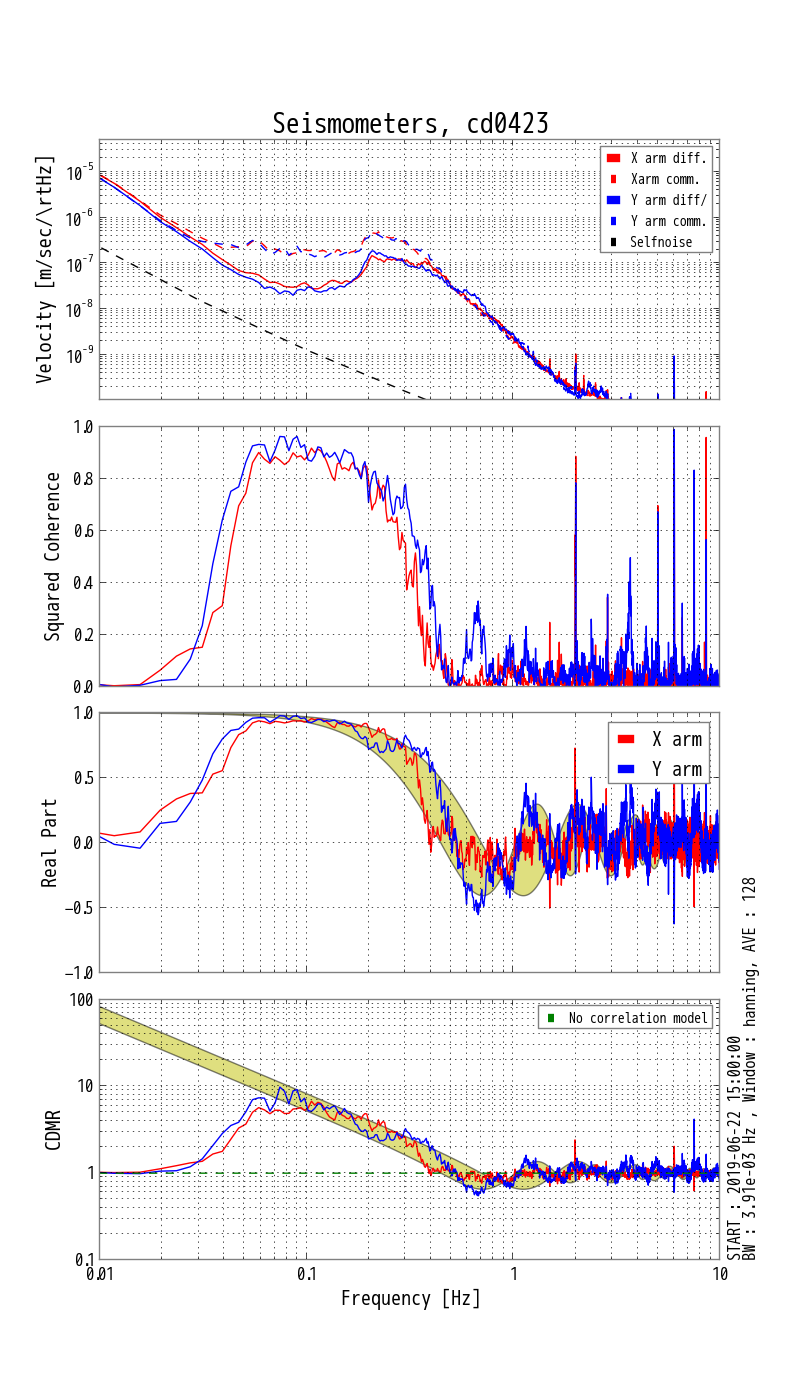 Seismometers, cd0423
Velocity [m/sec/\rtHz]
10⁻⁵
10⁻⁶
10⁻⁷
10⁻⁸
10⁻⁹
X arm diff.
Xarm comm.
Y arm diff/
Y arm comm.
Selfnoise
Squared Coherence
1.0
0.8
0.6
0.4
0.2
0.0
Real Part
1.0
0.5
0.0
−0.5
−1.0
X arm
Y arm
CDMR
100
10
1
0.1
No correlation model
0.01
0.1
1
10
Frequency [Hz]
START : 2019-06-22 15:00:00
BW : 3.91e-03 Hz , Window : hanning, AVE : 128